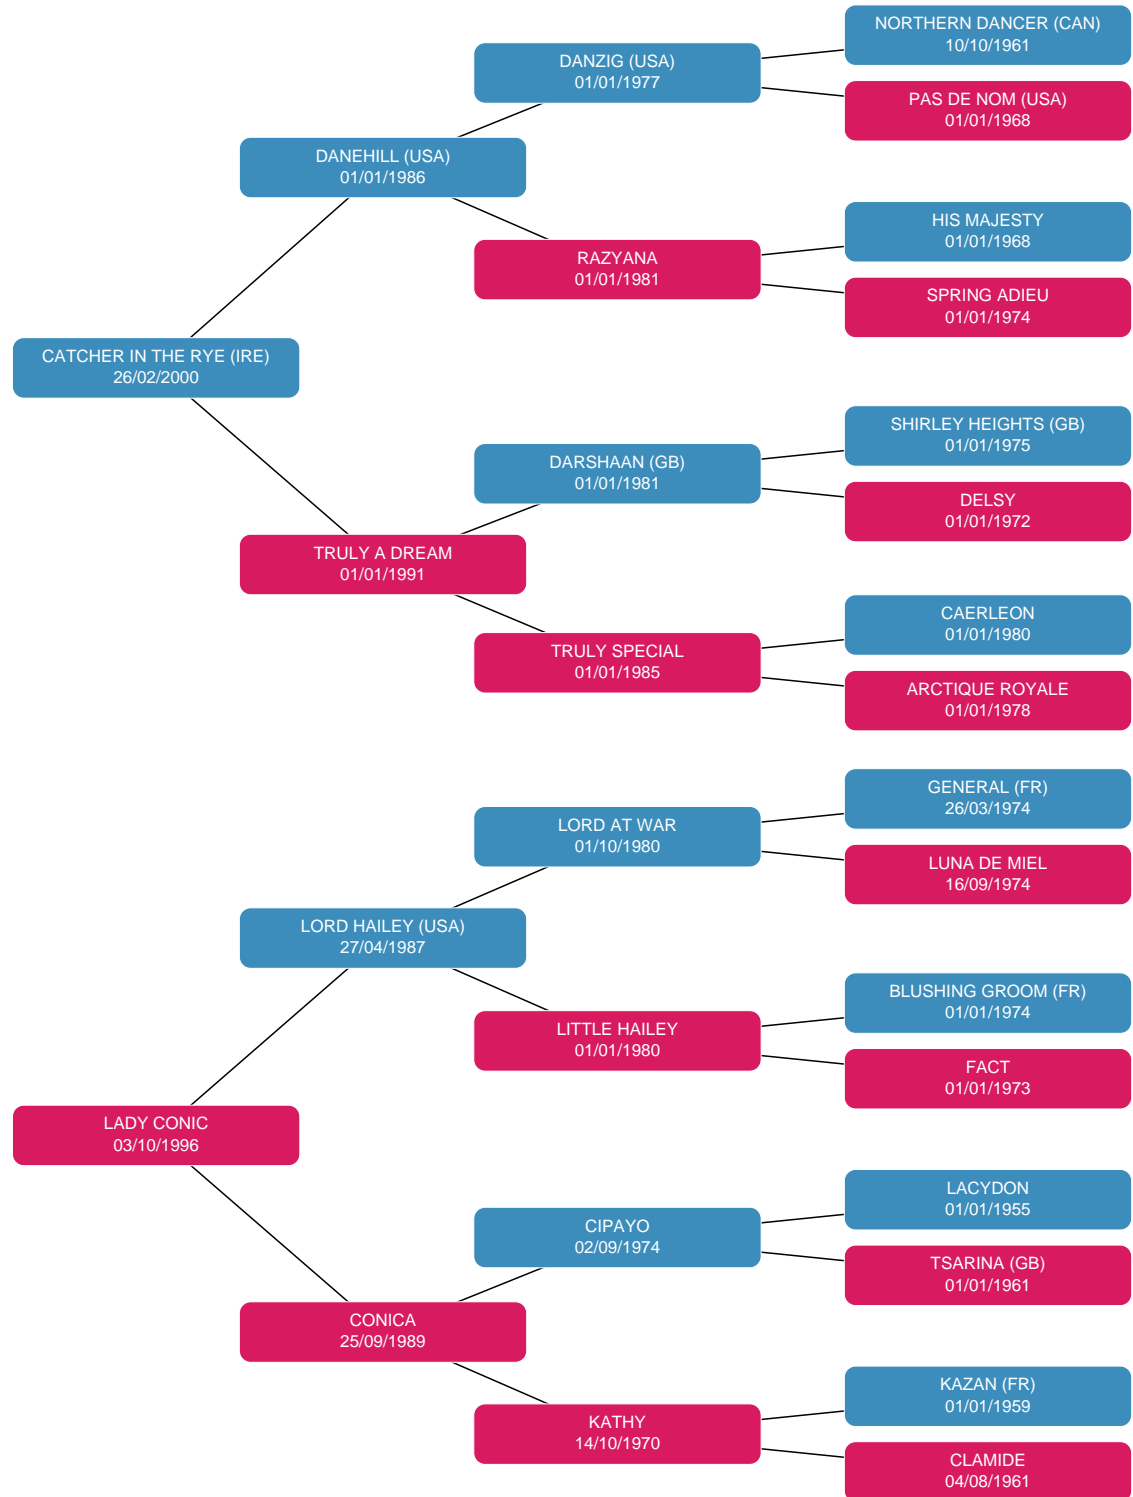 NORTHERN DANCER (CAN)
10/10/1961
DANZIG (USA)
01/01/1977
PAS DE NOM (USA)
01/01/1968
DANEHILL (USA)
01/01/1986
HIS MAJESTY
01/01/1968
RAZYANA
01/01/1981
SPRING ADIEU
01/01/1974
CATCHER IN THE RYE (IRE)
26/02/2000
SHIRLEY HEIGHTS (GB)
01/01/1975
DARSHAAN (GB)
01/01/1981
DELSY
01/01/1972
TRULY A DREAM
01/01/1991
CAERLEON
01/01/1980
TRULY SPECIAL
01/01/1985
ARCTIQUE ROYALE
01/01/1978
GENERAL (FR)
26/03/1974
LORD AT WAR
01/10/1980
LUNA DE MIEL
16/09/1974
LORD HAILEY (USA)
27/04/1987
BLUSHING GROOM (FR)
01/01/1974
LITTLE HAILEY
01/01/1980
FACT
01/01/1973
LADY CONIC
03/10/1996
LACYDON
01/01/1955
CIPAYO
02/09/1974
TSARINA (GB)
01/01/1961
CONICA
25/09/1989
KAZAN (FR)
01/01/1959
KATHY
14/10/1970
CLAMIDE
04/08/1961